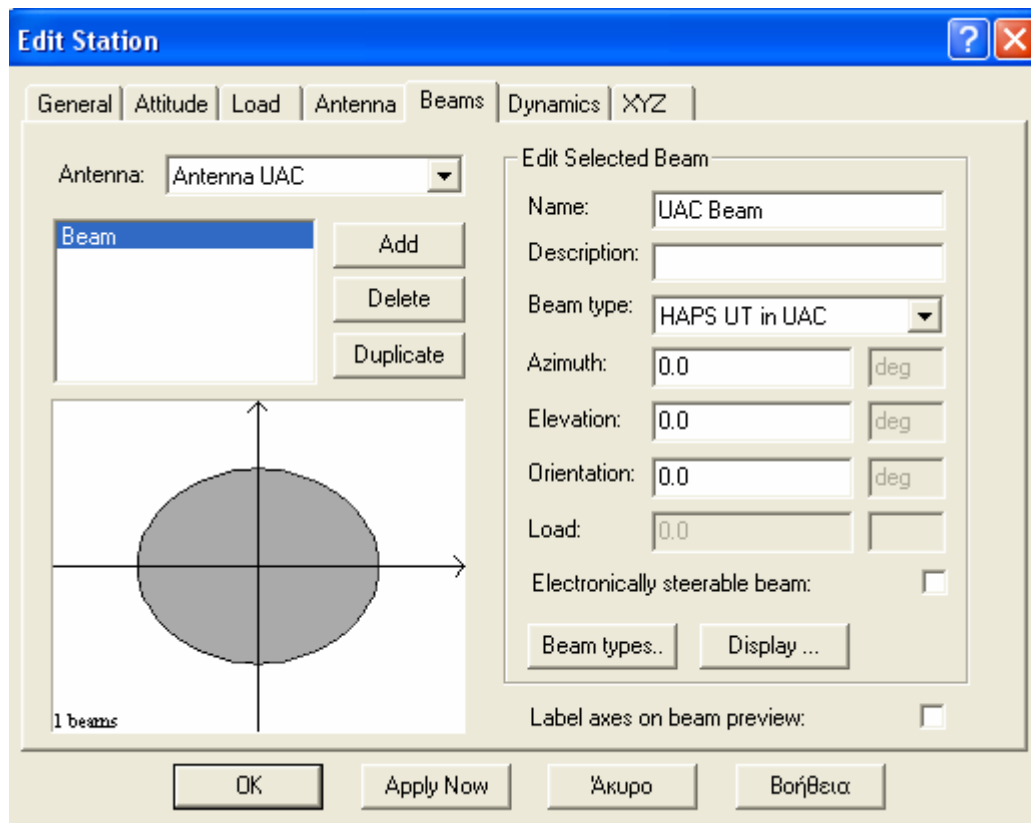 Edit Station
General Attitude Load Antenna Beams Dynamics XYZ
Antenna: Antenna UAC
Beam
Add
Delete
Duplicate
1 beams
Edit Selected Beam
Name: UAC Beam
Description:
Beam type: HAPS UT in UAC
Azimuth: 0.0 deg
Elevation: 0.0 deg
Orientation: 0.0 deg
Load: 0.0
Electronically steerable beam:
Beam types.. Display ...
Label axes on beam preview:
OK Apply Now Άκυρο Βοήθεια